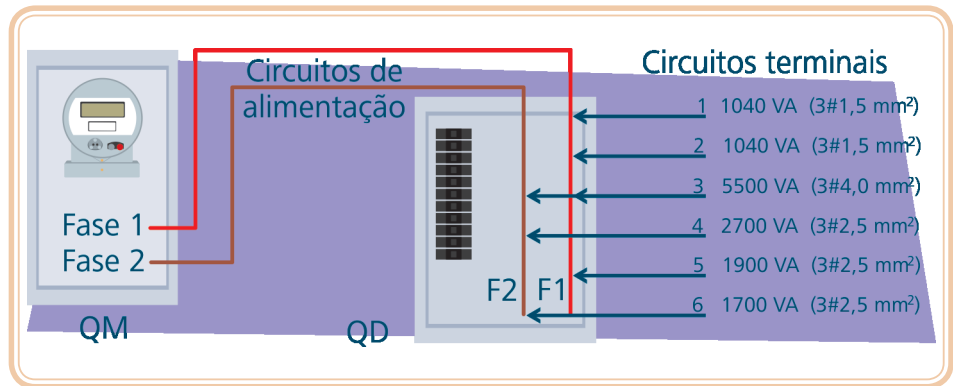 Circuitos de
alimentação
Circuitos terminais
1 1040 VA (3#1,5 mm²)
2 1040 VA (3#1,5 mm²)
3 5500 VA (3#4,0 mm²)
4 2700 VA (3#2,5 mm²)
5 1900 VA (3#2,5 mm²)
6 1700 VA (3#2,5 mm²)
Fase 1
Fase 2
F2 F1
QM
QD